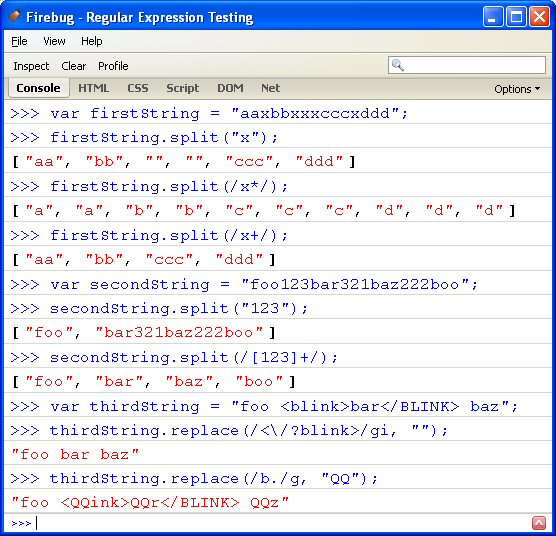 Firebug - Regular Expression Testing
File View Help
Inspect Clear Profile
Console HTML CSS Script DOM Net Options
>>> var firstString = "aaxbbxxxcccxddd";
>>> firstString.split("x");
["aa", "bb", "", "", "ccc", "ddd"]
>>> firstString.split(/x*/);
["a", "a", "b", "b", "c", "c", "c", "d", "d", "d"]
>>> firstString.split(/x+/);
["aa", "bb", "ccc", "ddd"]
>>> var secondString = "foo123bar321baz222boo";
>>> secondString.split("123");
["foo", "bar321baz222boo"]
>>> secondString.split(/[123]+/);
["foo", "bar", "baz", "boo"]
>>> var thirdString = "foo <blink>bar</BLINK> baz";
>>> thirdString.replace(/<\/?blink>/gi, "");
"foo bar baz"
>>> thirdString.replace(/b./g, "QQ");
"foo <QQink>QQr</BLINK> QQz"
>>>